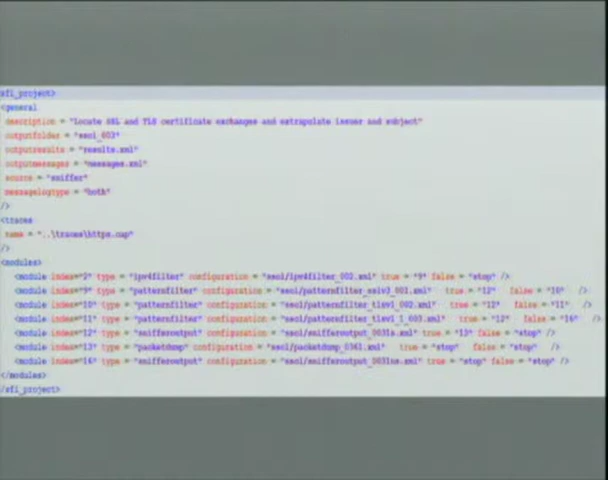 sfi_project>
<general
description = "Locate SSL and TLS certificate exchanges and extrapolate issuer and subject"
outputfolder = "ssol_003"
outputresults = "results.xml"
outputmessages = "messages.xml"
source = "sniffer"
messagelogtype = "both"
/>
<traces
name = "..\traces\https.cap"
/>
<modules>
<module index="2" type = "ipv4filter" configuration = "ssol/ipv4filter_002.xml" true = "9" false = "stop" />
<module index="9" type = "patternfilter" configuration = "ssol/patternfilter_sslv3_001.xml" true = "12" false = "10" />
<module index="10" type = "patternfilter" configuration = "ssol/patternfilter_tlsv1_002.xml" true = "12" false = "11" />
<module index="11" type = "patternfilter" configuration = "ssol/patternfilter_tlsv1_1_003.xml" true = "12" false = "16" />
<module index="12" type = "snifferoutput" configuration = "ssol/snifferoutput_0031s.xml" true = "13" false = "stop" />
<module index="13" type = "packetdump" configuration = "ssol/packetdump_0341.xml" true = "stop" false = "stop" />
<module index="16" type = "snifferoutput" configuration = "ssol/snifferoutput_0031ns.xml" true = "stop" false = "stop" />
</modules>
/sfi_project>